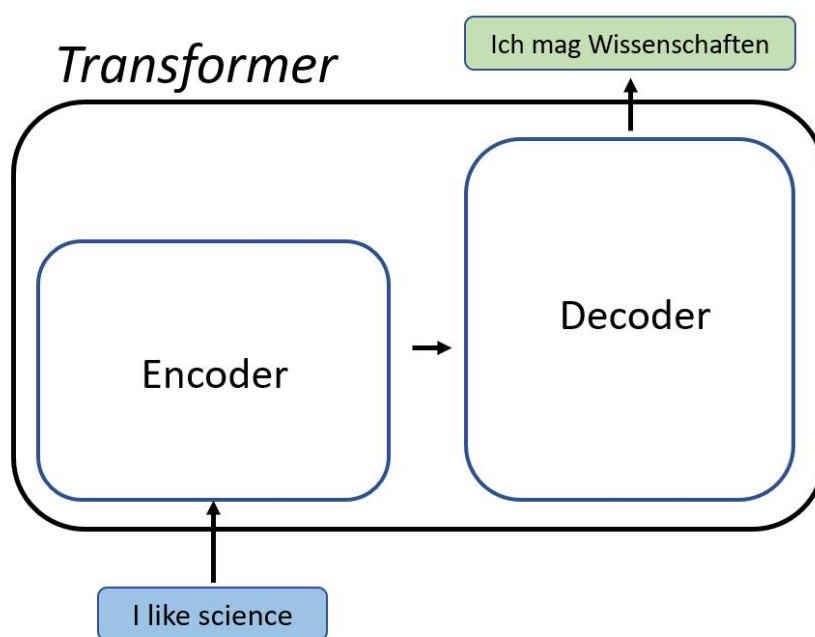 Ich mag Wissenschaften
Transformer
Decoder
Encoder
I like science